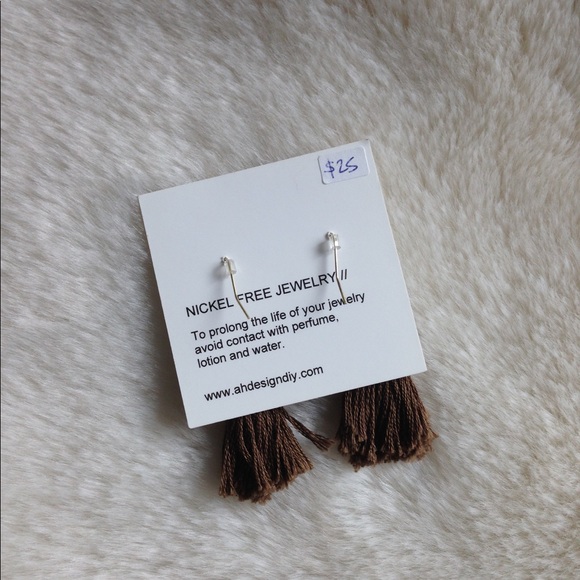 $25
NICKEL FREE JEWELRY //
To prolong the life of your jewelry
avoid contact with perfume,
lotion and water.
www.ahdesigndiy.com